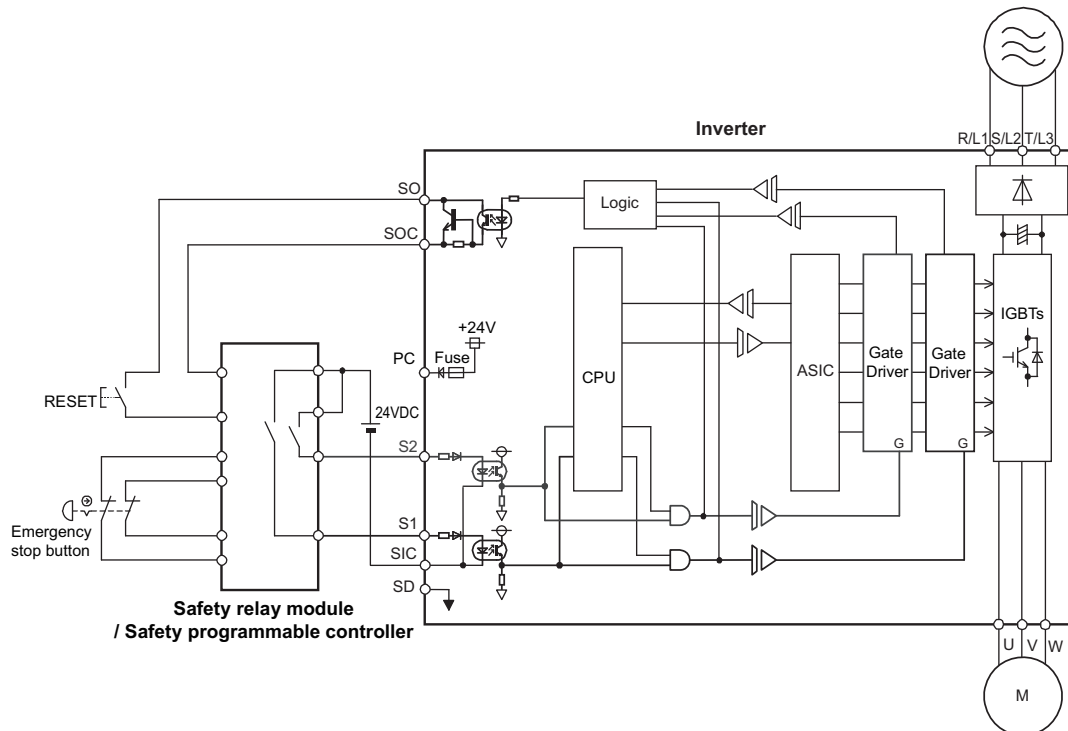 Inverter
R/L1 S/L2 T/L3
SO
SOC
Logic
+24V
PC
Fuse
CPU
ASIC
Gate
Driver
Gate
Driver
IGBTs
RESET
24VDC
S2
G
G
Emergency
stop button
S1
SIC
SD
Safety relay module
/ Safety programmable controller
U
V
W
M